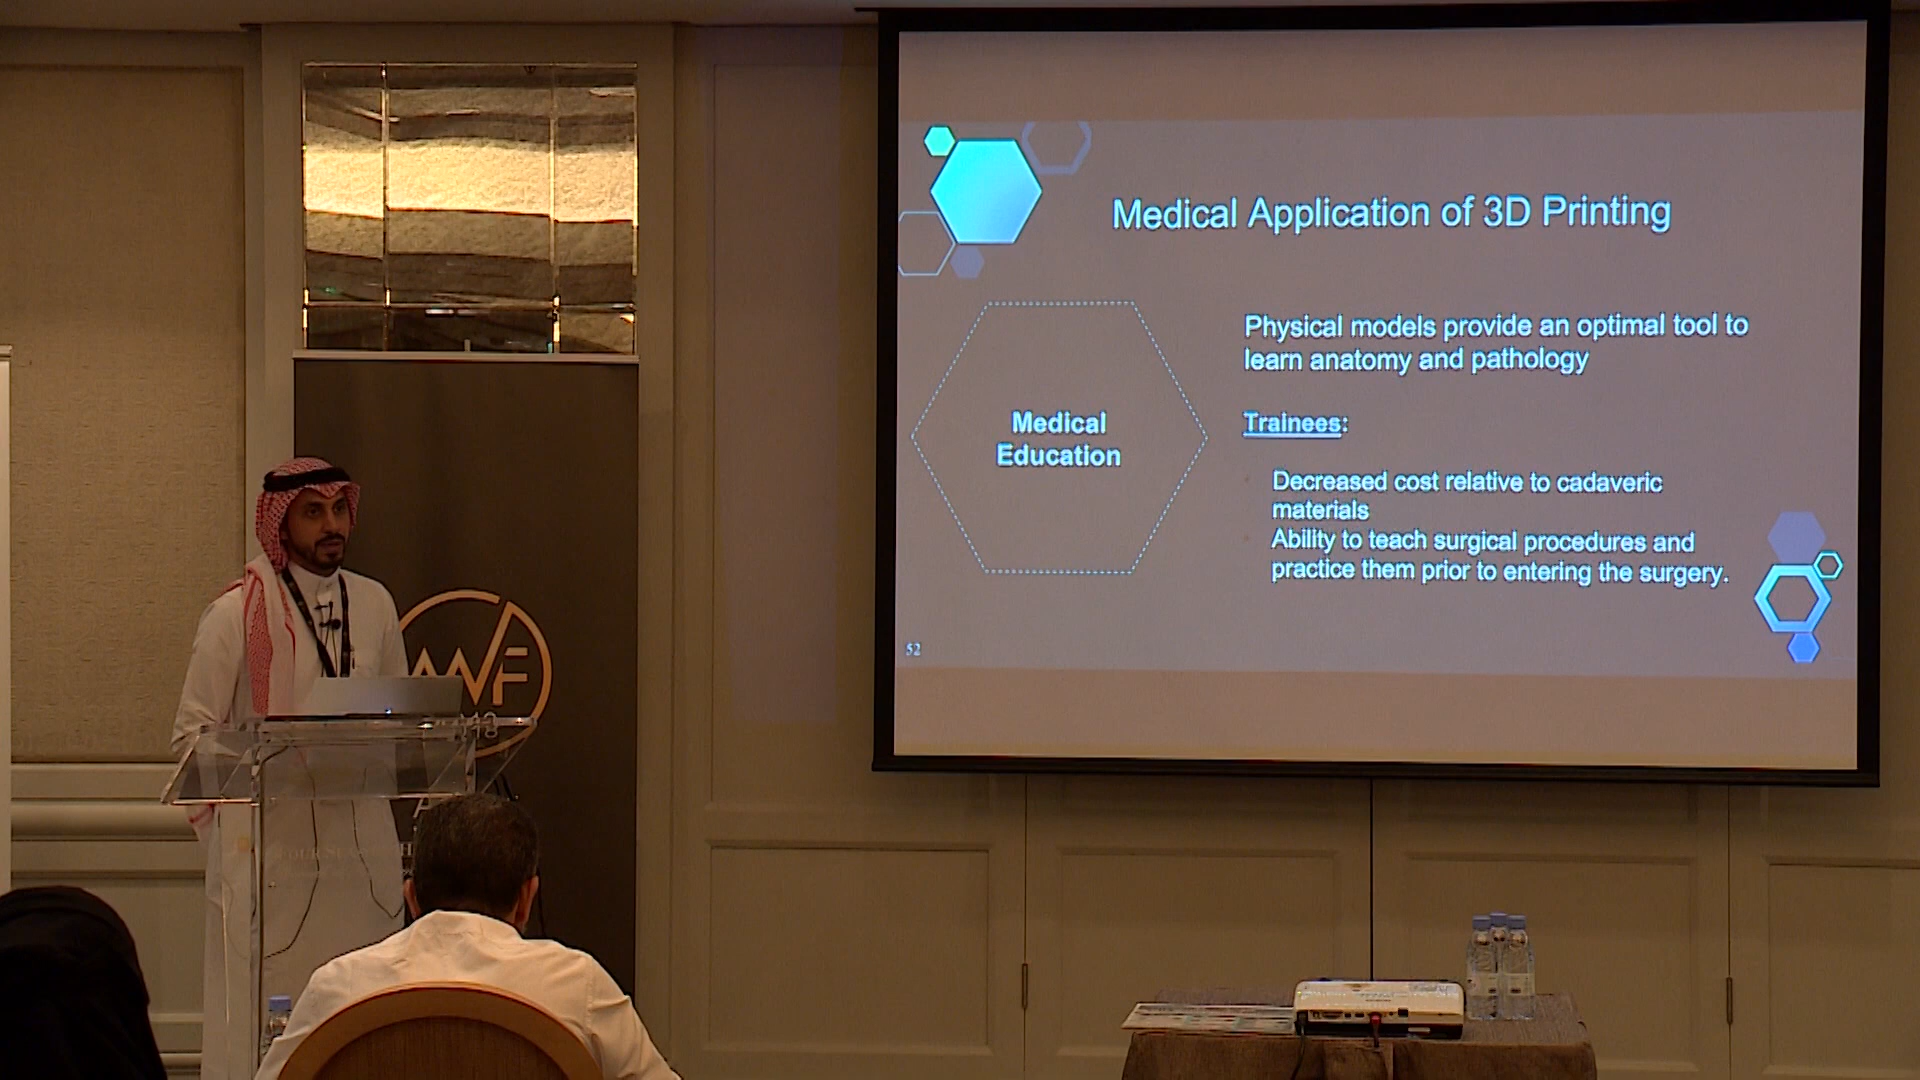 Medical Application of 3D Printing
Physical models provide an optimal tool to
learn anatomy and pathology
Medical
Education
Trainees:
Decreased cost relative to cadaveric
materials
Ability to teach surgical procedures and
practice them prior to entering the surgery.
52
WF